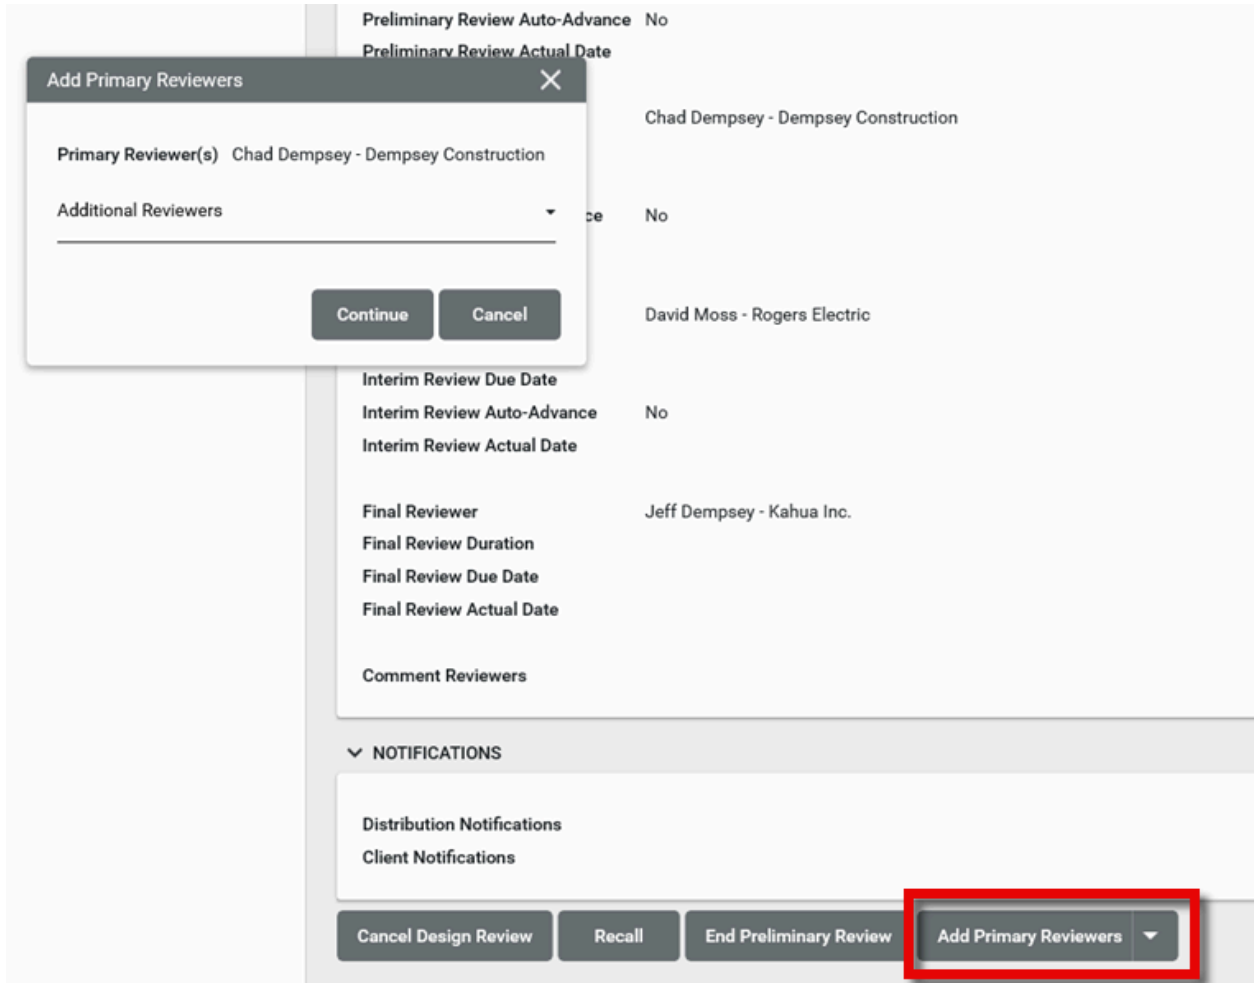 Preliminary Review Auto-Advance No
Preliminary Review Actual Date
Add Primary Reviewers
Primary Reviewer(s) Chad Dempsey - Dempsey Construction
Additional Reviewers
Continue Cancel
Chad Dempsey - Dempsey Construction
ce No
David Moss - Rogers Electric
Interim Review Due Date
Interim Review Auto-Advance No
Interim Review Actual Date
Final Reviewer Jeff Dempsey - Kahua Inc.
Final Review Duration
Final Review Due Date
Final Review Actual Date
Comment Reviewers
NOTIFICATIONS
Distribution Notifications
Client Notifications
Cancel Design Review Recall End Preliminary Review Add Primary Reviewers